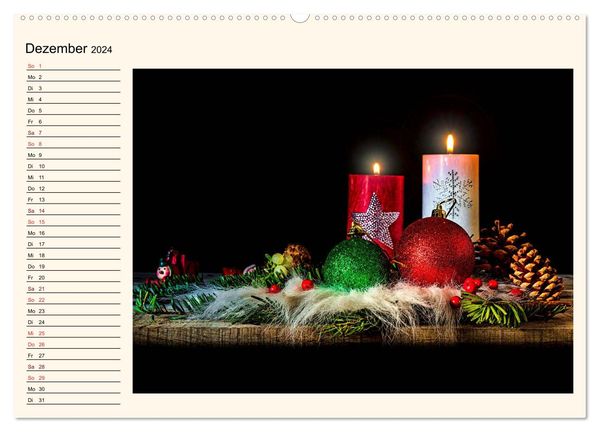 Dezember 2024
So 1
Mo 2
Di 3
Mi 4
Do 5
Fr 6
Sa 7
So 8
Mo 9
Di 10
Mi 11
Do 12
Fr 13
Sa 14
So 15
Mo 16
Di 17
Mi 18
Do 19
Fr 20
Sa 21
So 22
Mo 23
Di 24
Mi 25
Do 26
Fr 27
Sa 28
So 29
Mo 30
Di 31